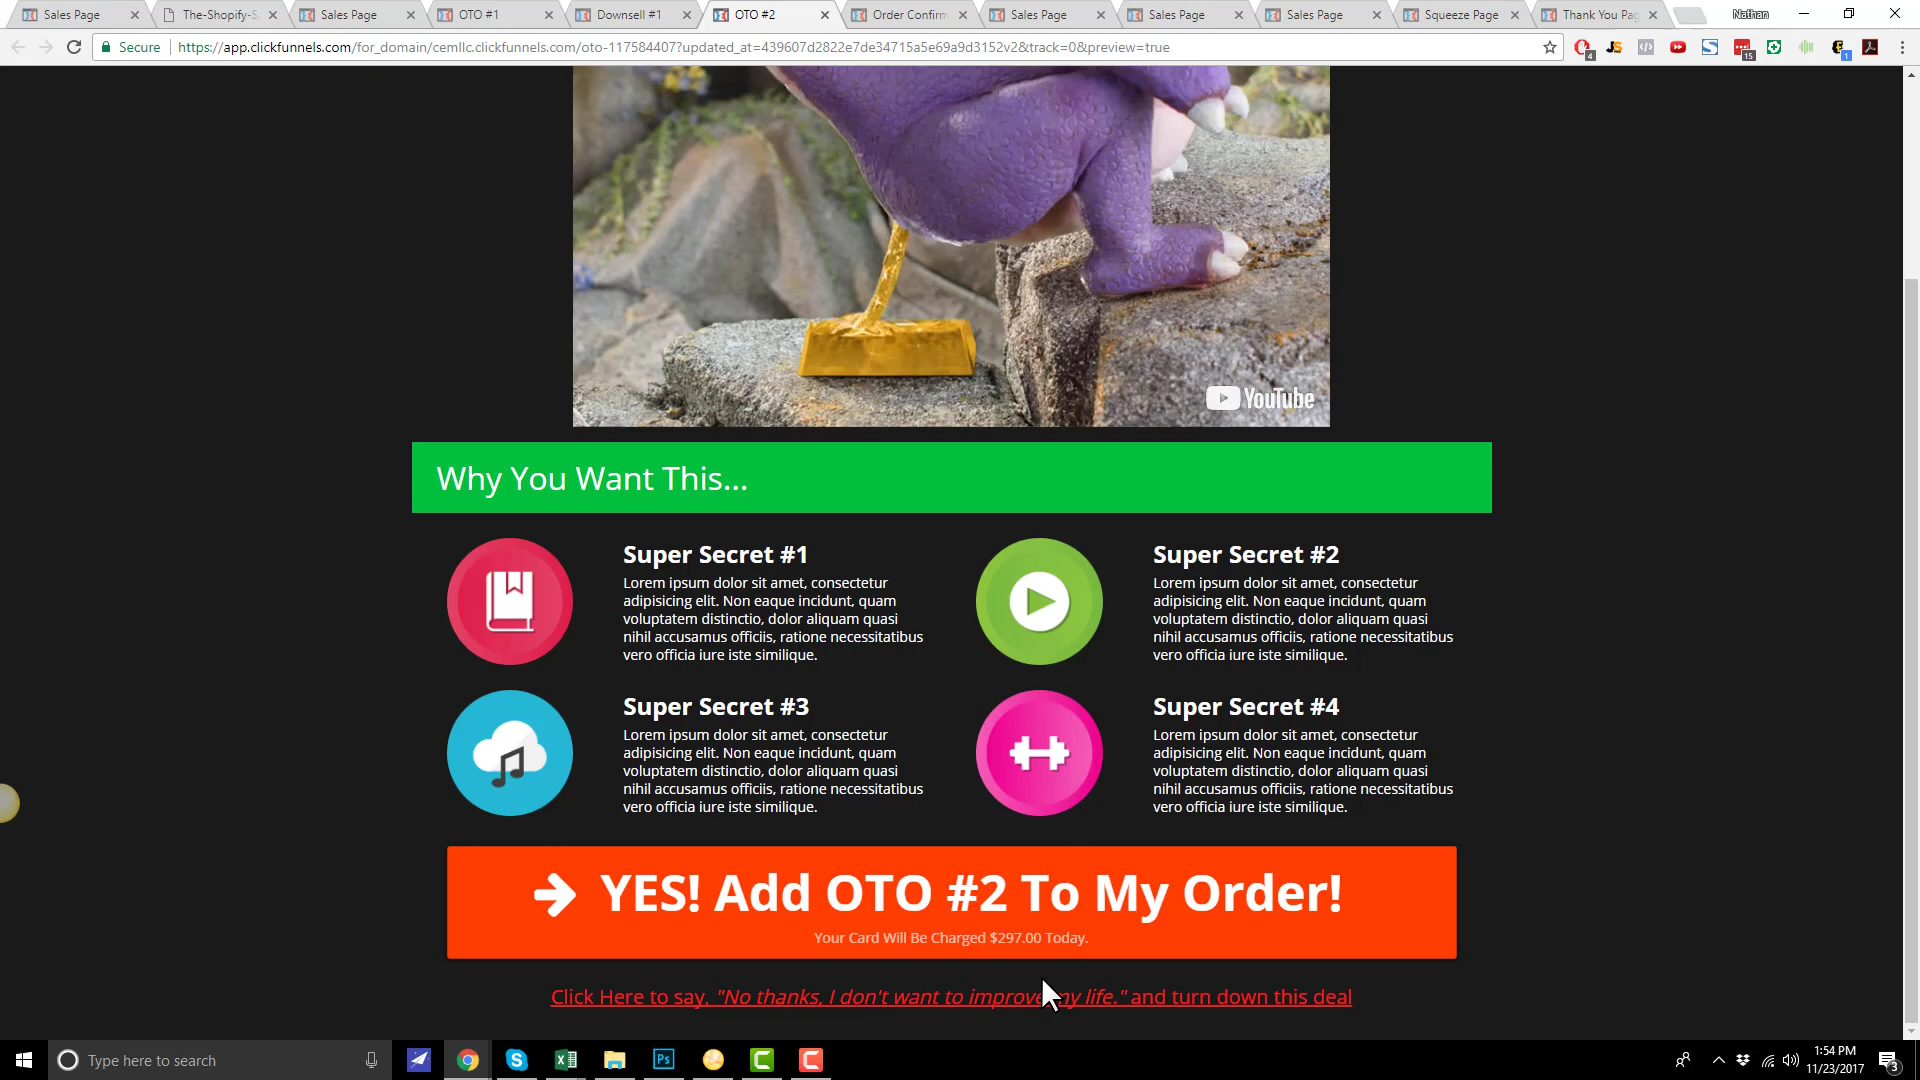 Sales Page
The-Shopify-S
Sales Page
OTO #1
Downsell #1
OTO #2
Order Confirm
Sales Page
Sales Page
Sales Page
Squeeze Page
Thank You Pag
Nathan
Secure
https://app.clickfunnels.com/for_domain/cemllc.clickfunnels.com/oto-117584407?updated_at=439607d2822e7de34715a5e69a9d3152v2&track=0&preview=true
4
JS
15
1
YouTube
Why You Want This...
Super Secret #1
Lorem ipsum dolor sit amet, consectetur
adipisicing elit. Non eaque incidunt, quam
voluptatem distinctio, dolor aliquam quasi
nihil accusamus officiis, ratione necessitatibus
vero officia iure iste similique.
Super Secret #2
Lorem ipsum dolor sit amet, consectetur
adipisicing elit. Non eaque incidunt, quam
voluptatem distinctio, dolor aliquam quasi
nihil accusamus officiis, ratione necessitatibus
vero officia iure iste similique.
Super Secret #3
Lorem ipsum dolor sit amet, consectetur
adipisicing elit. Non eaque incidunt, quam
voluptatem distinctio, dolor aliquam quasi
nihil accusamus officiis, ratione necessitatibus
vero officia iure iste similique.
Super Secret #4
Lorem ipsum dolor sit amet, consectetur
adipisicing elit. Non eaque incidunt, quam
voluptatem distinctio, dolor aliquam quasi
nihil accusamus officiis, ratione necessitatibus
vero officia iure iste similique.
YES! Add OTO #2 To My Order!
Your Card Will Be Charged $297.00 Today.
Click Here to say, "No thanks, I don't want to improve my life." and turn down this deal
Type here to search
Ps
1:54 PM
11/23/2017
3